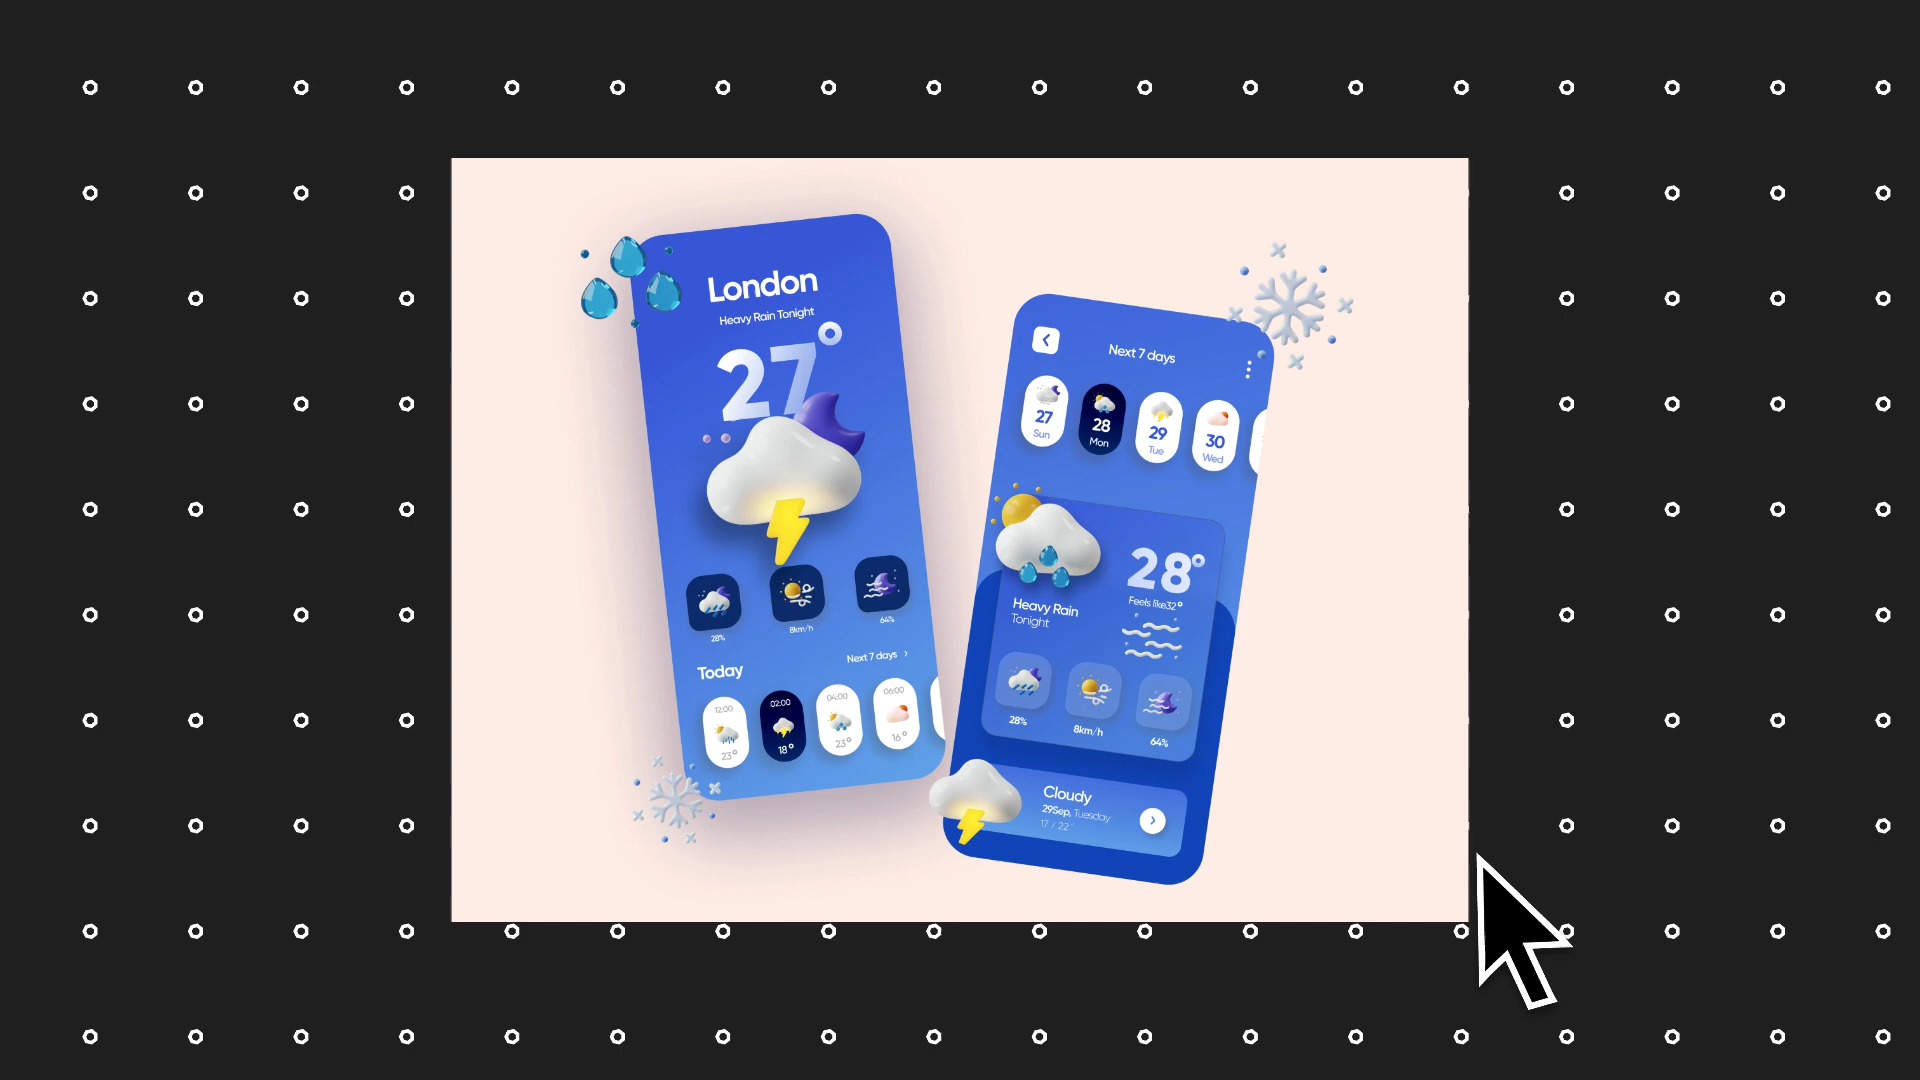 London
Heavy Rain Tonight
27°
28%
8km/h
64%
Today
Next 7 days
12:00
02:00
04:00
06:00
23°
18°
23°
16°
Next 7 days
27
28
29
30
Sun
Mon
Tue
Wed
28°
Feels like32°
Heavy Rain
Tonight
28%
8km/h
64%
Cloudy
29Sep, Tuesday
17 / 22°